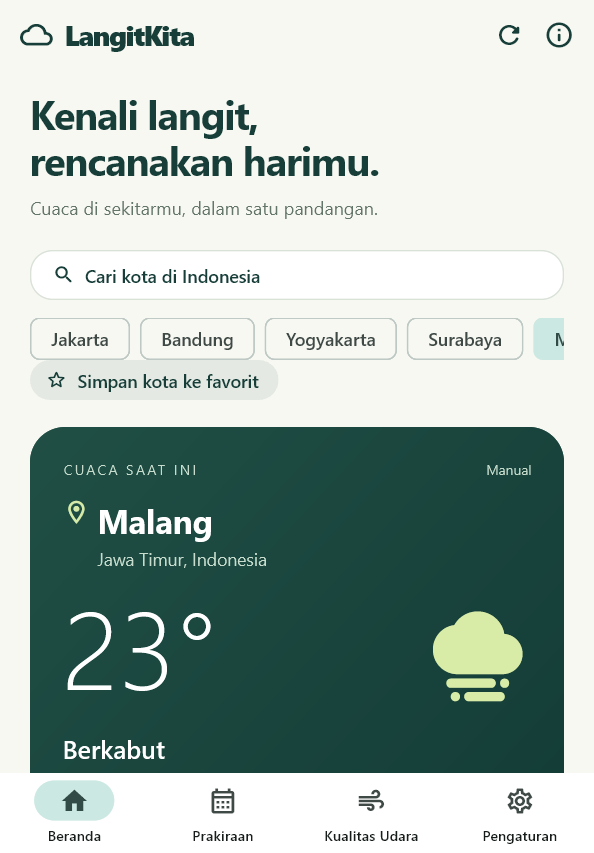 LangitKita
Kenali langit,
rencanakan harimu.
Cuaca di sekitarmu, dalam satu pandangan.
Cari kota di Indonesia
Jakarta
Bandung
Yogyakarta
Surabaya
Simpan kota ke favorit
CUACA SAAT INI
Manual
Malang
Jawa Timur, Indonesia
23°
Berkabut
Beranda
Prakiraan
Kualitas Udara
Pengaturan